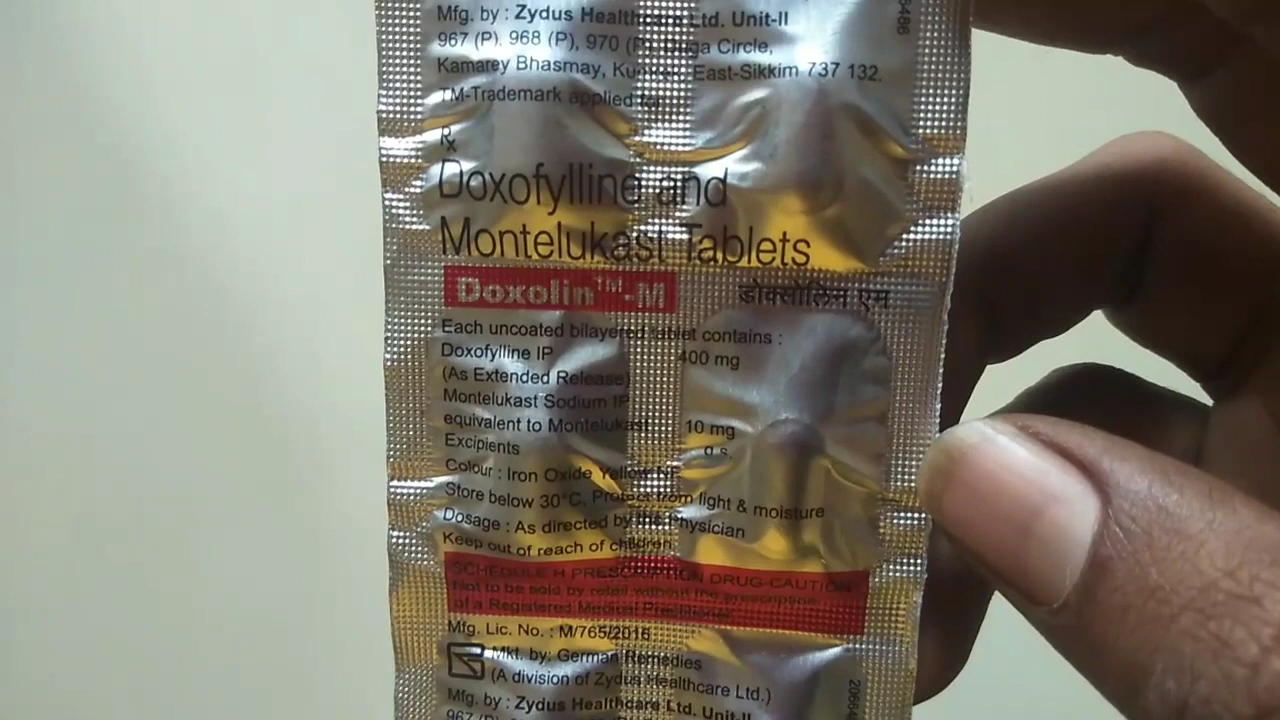 8486
Mfg. by : Zydus Healthcare Ltd. Unit-II
967 (P). 968 (P), 970 (P), Duga Circle,
Kamarey Bhasmay, East-Sikkim 737 132.
TM-Trademark applied for
Rx
Doxofylline and
Montelukast Tablets
Doxolin™-M डोक्सोलिन एम
Each uncoated bilayered tablet contains :
Doxofylline IP 400 mg
(As Extended Release)
Montelukast Sodium IP
equivalent to Montelukast 10 mg
Excipients q.s.
Colour : Iron Oxide Yellow NF
Store below 30°C, Protect from light & moisture
Dosage : As directed by the Physician
Keep out of reach of children
SCHEDULE H PRESCRIPTION DRUG-CAUTION
Not to be sold by retail without the prescription
of a Registered Medical Practitioner
Mfg. Lic. No. : M/765/2016
Mkt. by: German Remedies
(A division of Zydus Healthcare Ltd.)
Mfg. by : Zydus Healthcare Ltd. Unit-II